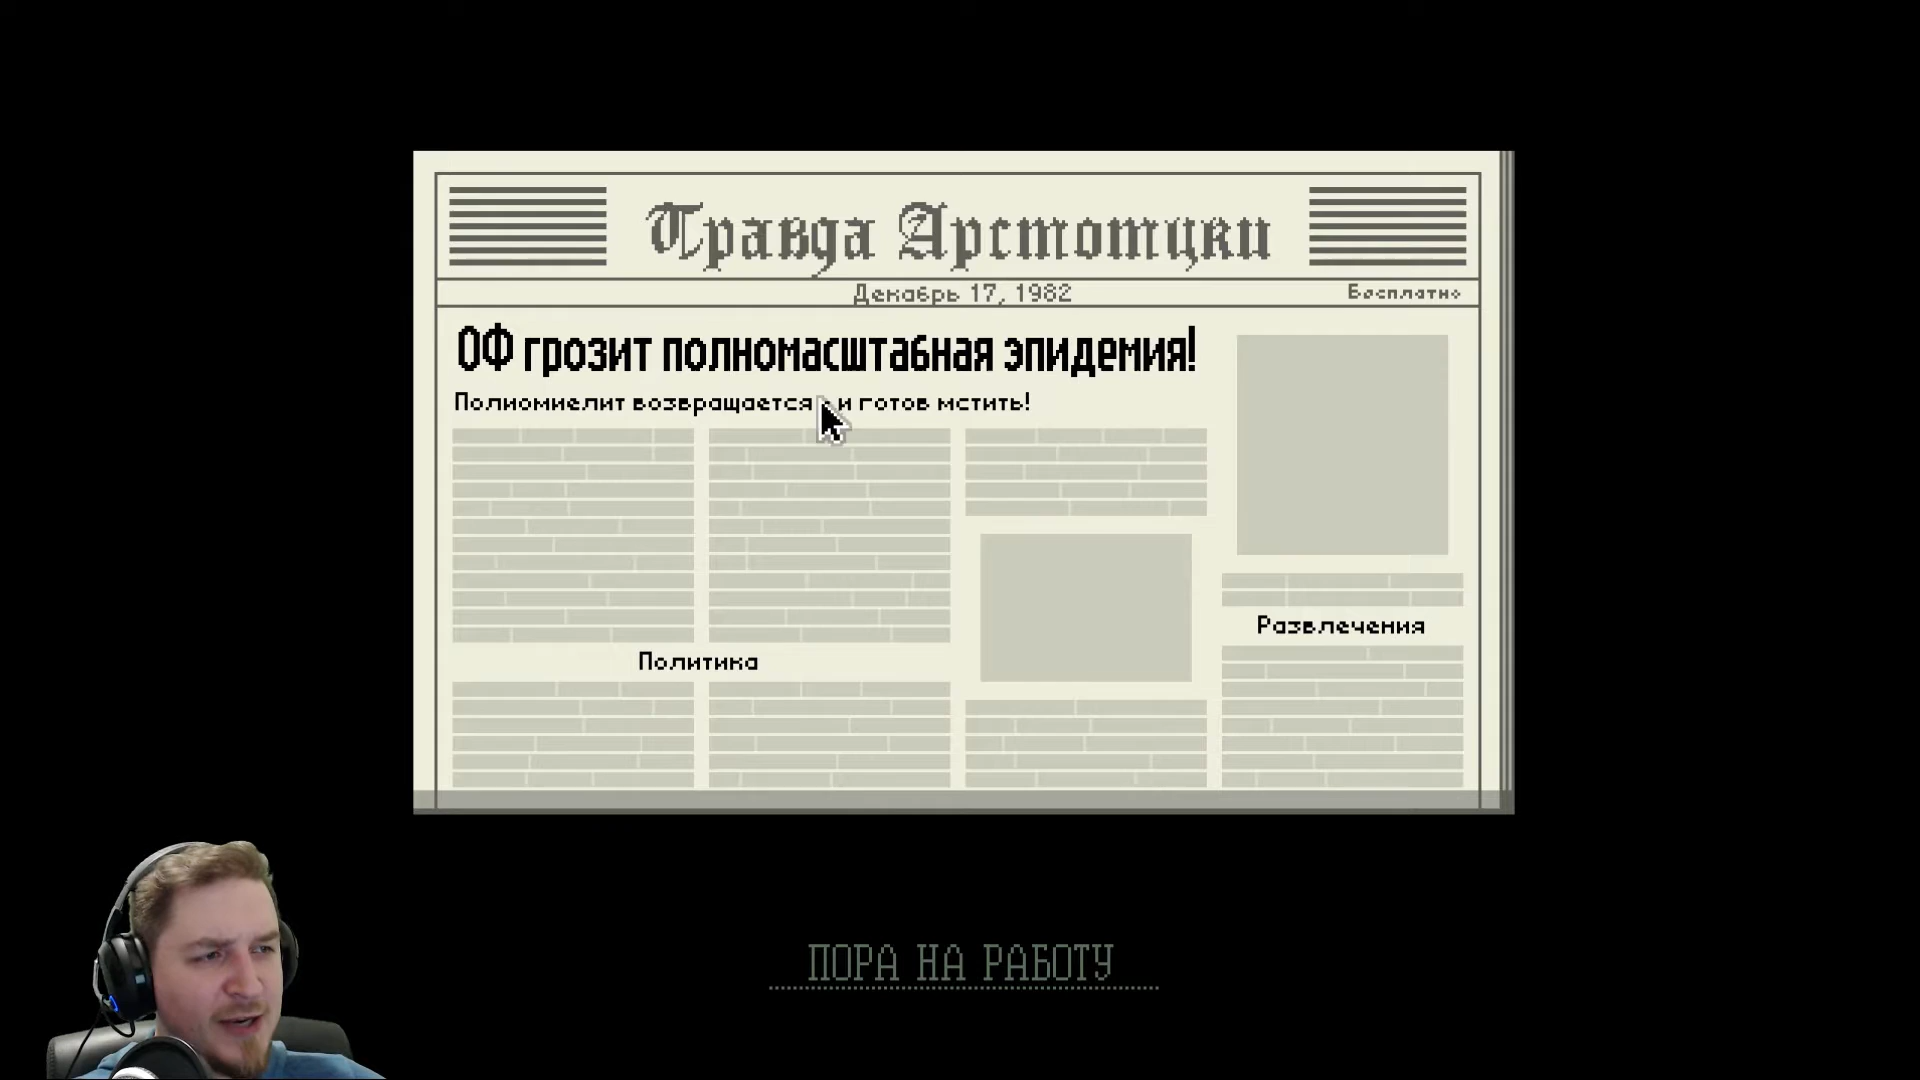 Правда Арстотцки
Декабрь 17, 1982
Бесплатно
ОФ грозит полномасштабная эпидемия!
Полиомиелит возвращается - и готов мстить!
Политика
Развлечения
ПОРА НА РАБОТУ